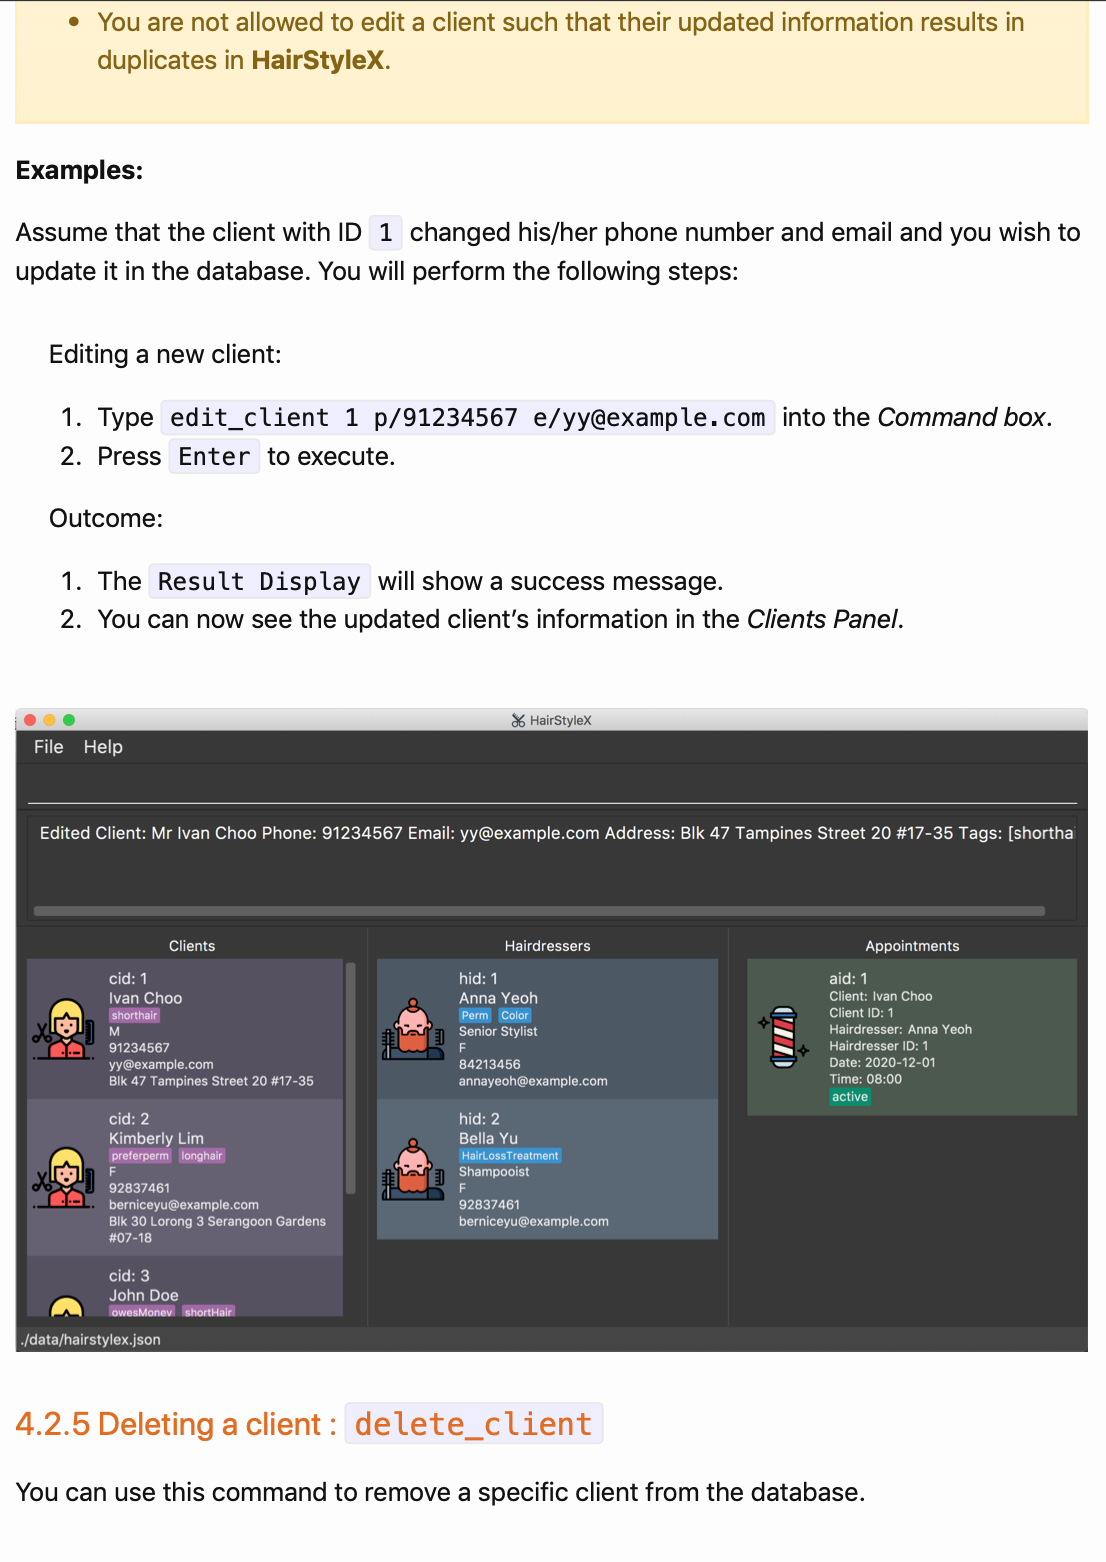 • You are not allowed to edit a client such that their updated information results in
duplicates in HairStyleX.
Examples:
Assume that the client with ID 1 changed his/her phone number and email and you wish to
update it in the database. You will perform the following steps:
Editing a new client:
1. Type edit_client 1 p/91234567 e/yy@example.com into the Command box.
2. Press Enter to execute.
Outcome:
1. The Result Display will show a success message.
2. You can now see the updated client’s information in the Clients Panel.
HairStyleX
File Help
Edited Client: Mr Ivan Choo Phone: 91234567 Email: yy@example.com Address: Blk 47 Tampines Street 20 #17-35 Tags: [shortha
Clients
cid: 1
Ivan Choo
shorthair
M
91234567
yy@example.com
Blk 47 Tampines Street 20 #17-35
cid: 2
Kimberly Lim
preferperm longhair
F
92837461
berniceyu@example.com
Blk 30 Lorong 3 Serangoon Gardens
#07-18
cid: 3
John Doe
owesMoney shortHair
Hairdressers
hid: 1
Anna Yeoh
Perm Color
Senior Stylist
F
84213456
annayeoh@example.com
hid: 2
Bella Yu
HairLossTreatment
Shampooist
F
92837461
berniceyu@example.com
Appointments
aid: 1
Client: Ivan Choo
Client ID: 1
Hairdresser: Anna Yeoh
Hairdresser ID: 1
Date: 2020-12-01
Time: 08:00
active
./data/hairstylex.json
4.2.5 Deleting a client : delete_client
You can use this command to remove a specific client from the database.